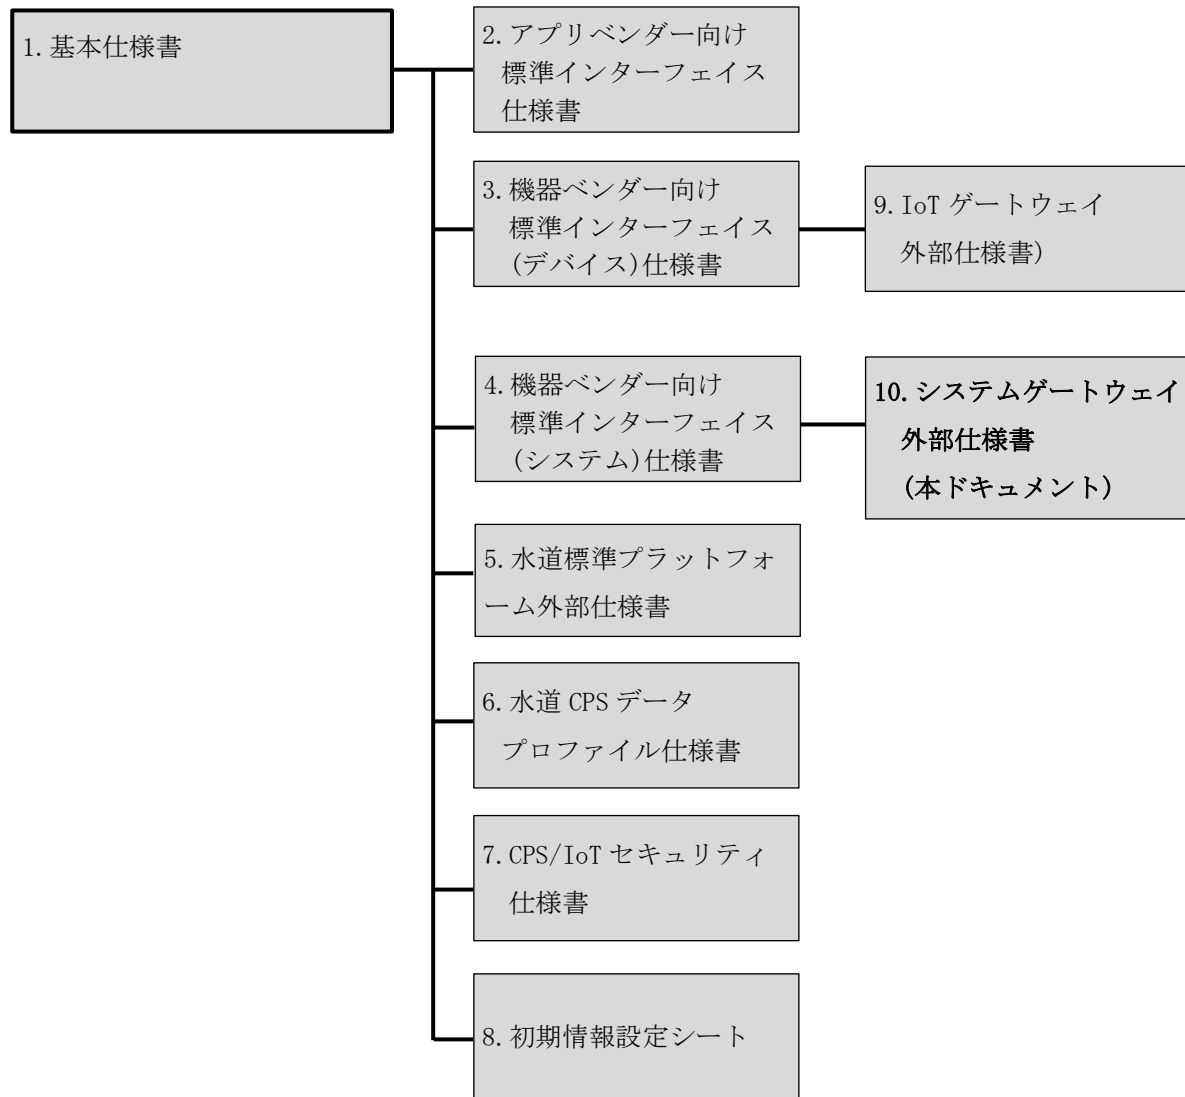 1.基本仕様書
2.アプリベンダー向け
標準インターフェイス
仕様書
3.機器ベンダー向け
標準インターフェイス
(デバイス)仕様書
9.IoT ゲートウェイ
外部仕様書)
4.機器ベンダー向け
標準インターフェイス
(システム)仕様書
10.システムゲートウェイ
外部仕様書
(本ドキュメント)
5.水道標準プラットフォ
ーム外部仕様書
6.水道 CPS データ
プロファイル仕様書
7.CPS/IoT セキュリティ
仕様書
8.初期情報設定シート